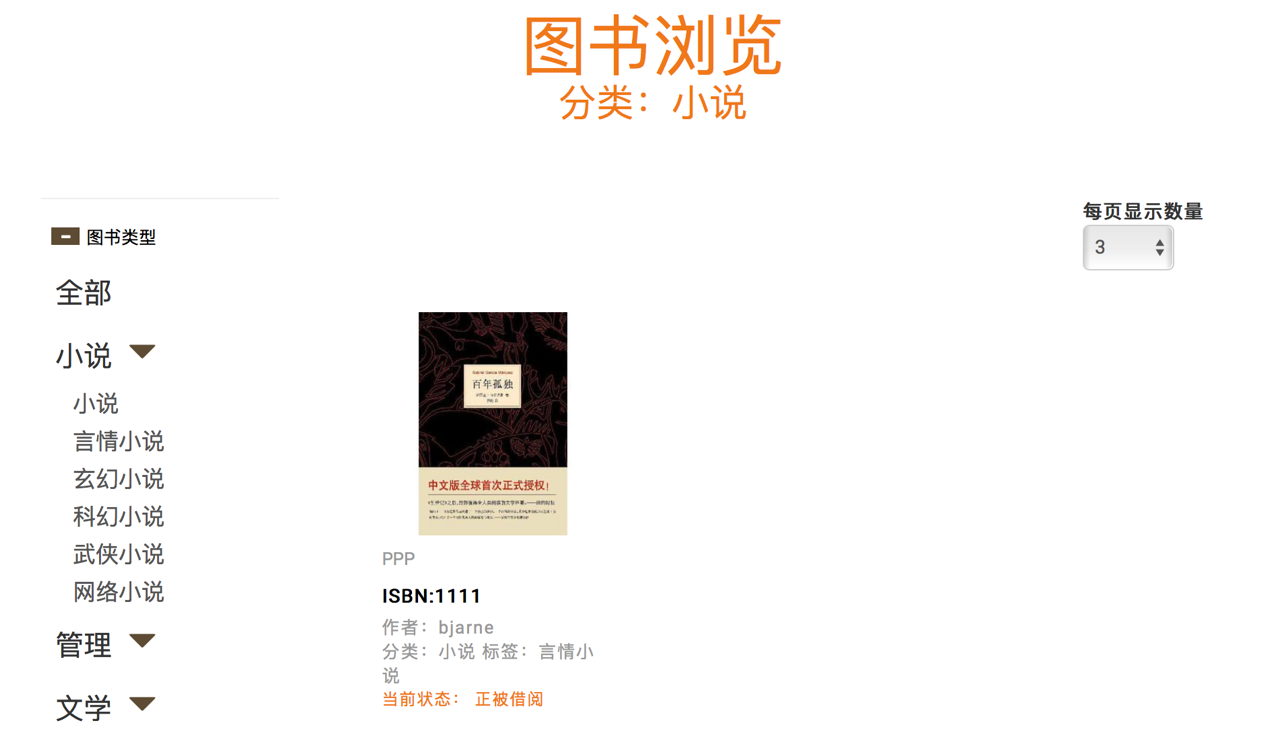 图书浏览
分类：小说
每页显示数量
3
图书类型
全部
小说
小说
言情小说
玄幻小说
科幻小说
武侠小说
网络小说
管理
文学
百年孤独
中文版全球首次正式授权！
PPP
ISBN:1111
作者：bjarne
分类：小说 标签：言情小
说
当前状态： 正被借阅